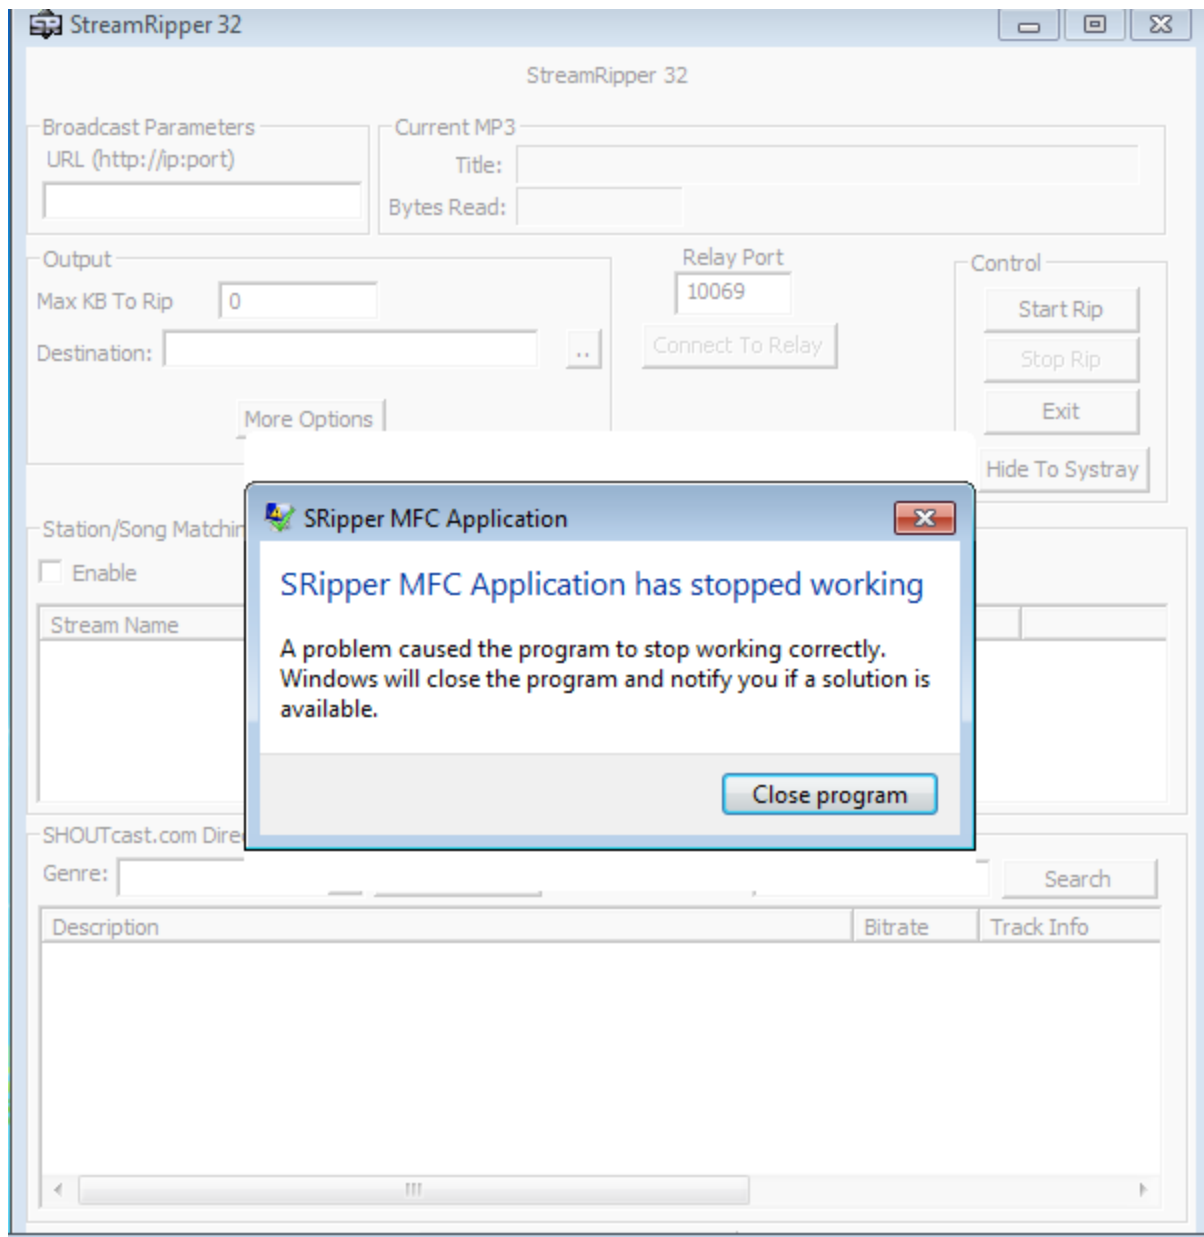 StreamRipper 32
StreamRipper 32
Broadcast Parameters
URL (http://ip:port)
Current MP3
Title:
Bytes Read:
Output
Max KB To Rip 0
Destination: ..
More Options
Relay Port
10069
Connect To Relay
Control
Start Rip
Stop Rip
Exit
Hide To Systray
Station/Song Matchin
Enable
Stream Name
SRipper MFC Application
SRipper MFC Application has stopped working
A problem caused the program to stop working correctly.
Windows will close the program and notify you if a solution is
available.
Close program
SHOUTcast.com Dire
Genre:
Search
Description Bitrate Track Info